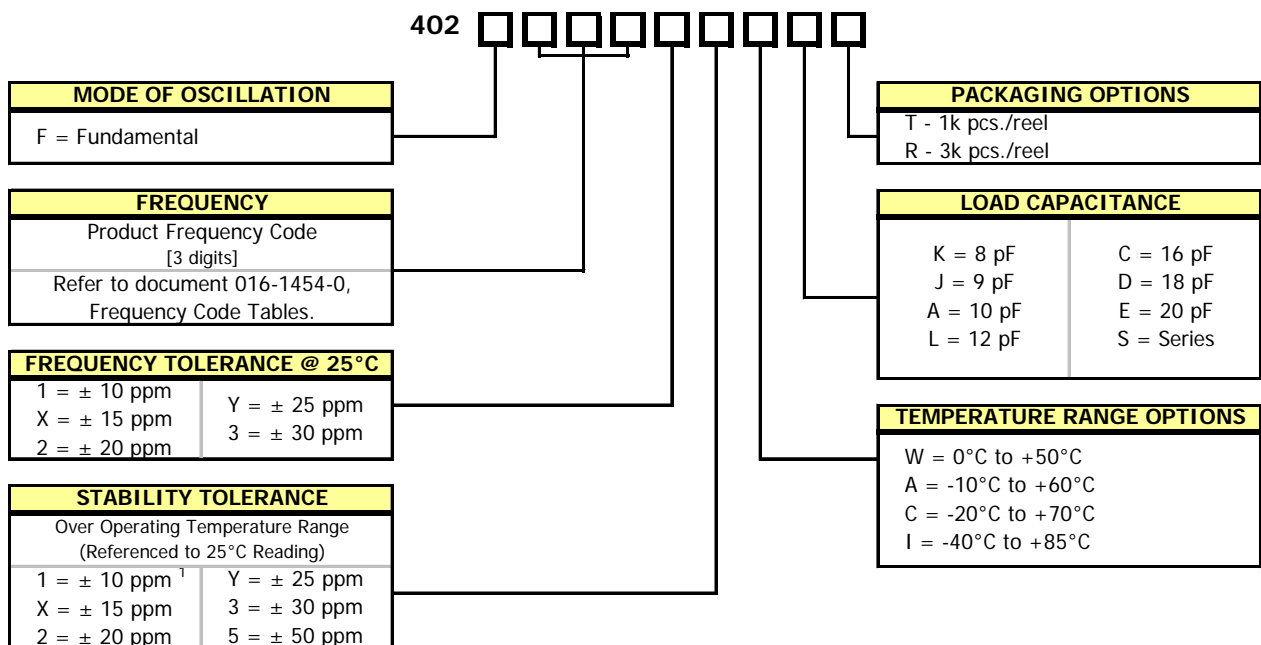 402
MODE OF OSCILLATION
F = Fundamental
FREQUENCY
Product Frequency Code
[3 digits]
Refer to document 016-1454-0,
Frequency Code Tables.
FREQUENCY TOLERANCE @ 25°C
1 = ± 10 ppm
X = ± 15 ppm
2 = ± 20 ppm
Y = ± 25 ppm
3 = ± 30 ppm
STABILITY TOLERANCE
Over Operating Temperature Range
(Referenced to 25°C Reading)
1 = ± 10 ppm ¹
X = ± 15 ppm
2 = ± 20 ppm
Y = ± 25 ppm
3 = ± 30 ppm
5 = ± 50 ppm
PACKAGING OPTIONS
T - 1k pcs./reel
R - 3k pcs./reel
LOAD CAPACITANCE
K = 8 pF
J = 9 pF
A = 10 pF
L = 12 pF
C = 16 pF
D = 18 pF
E = 20 pF
S = Series
TEMPERATURE RANGE OPTIONS
W = 0°C to +50°C
A = -10°C to +60°C
C = -20°C to +70°C
I = -40°C to +85°C